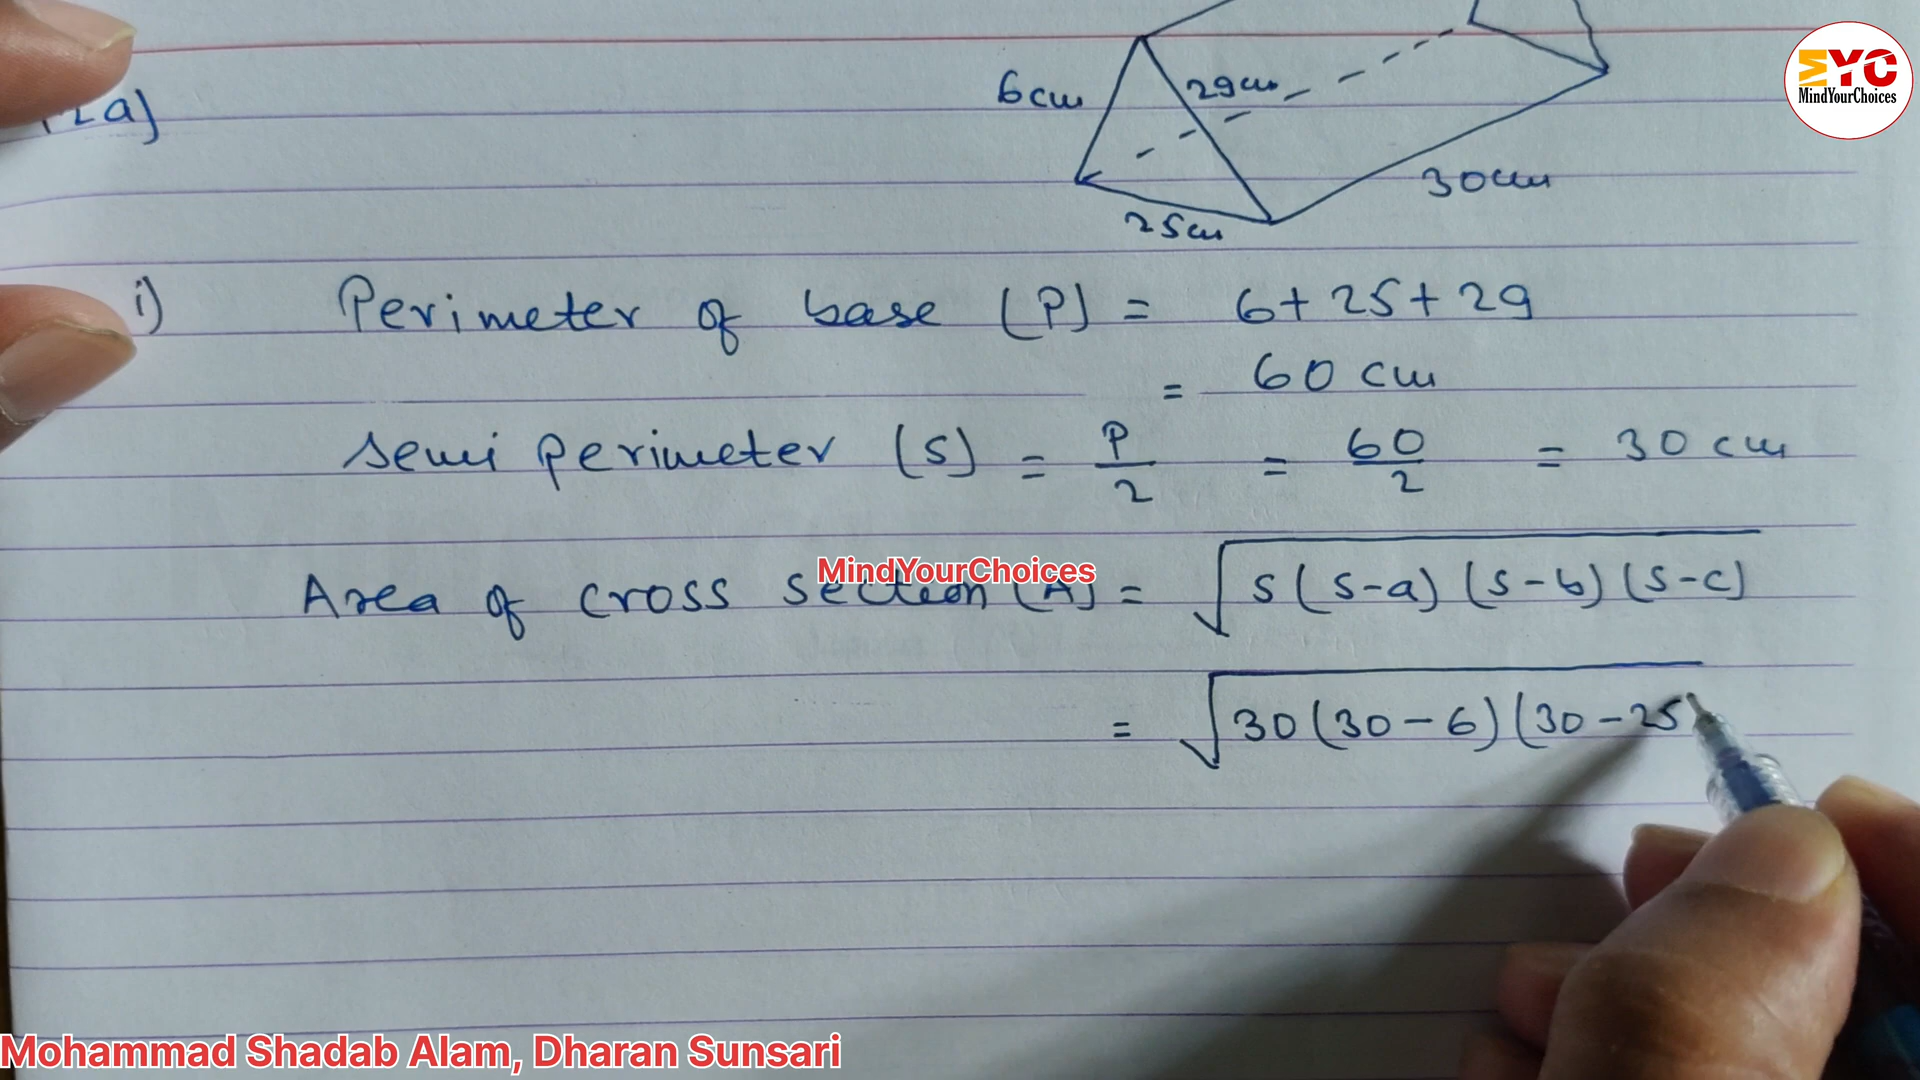 MYC
MindYourChoices
2a)
6cm
29cm
30cm
25cm
i) Perimeter of base (P) = 6+25+29
= 60 cm
Semi perimeter (S) = P/2 = 60/2 = 30 cm
MindYourChoices
Area of cross section (A) = √s(s-a)(s-b)(s-c)
= √30(30-6)(30-25
Mohammad Shadab Alam, Dharan Sunsari